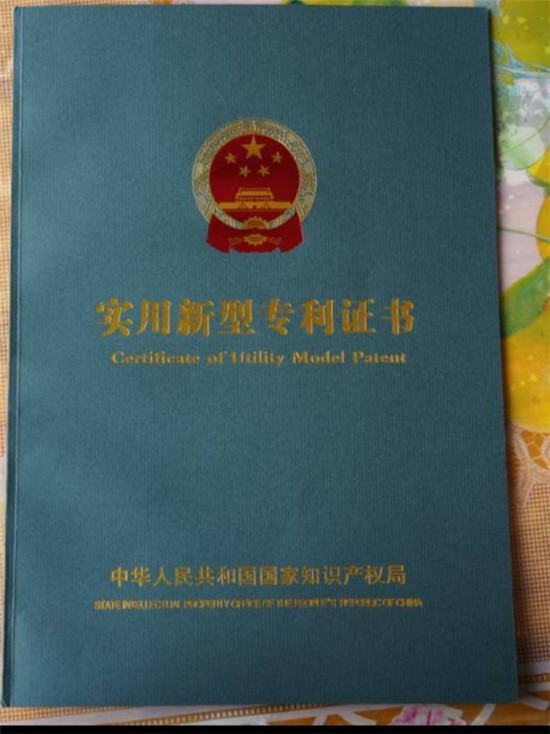 实用新型专利证书
Certificate of Utility Model Patent
中华人民共和国国家知识产权局
STATE INTELLECTUAL PROPERTY OFFICE OF THE PEOPLE'S REPUBLIC OF CHINA